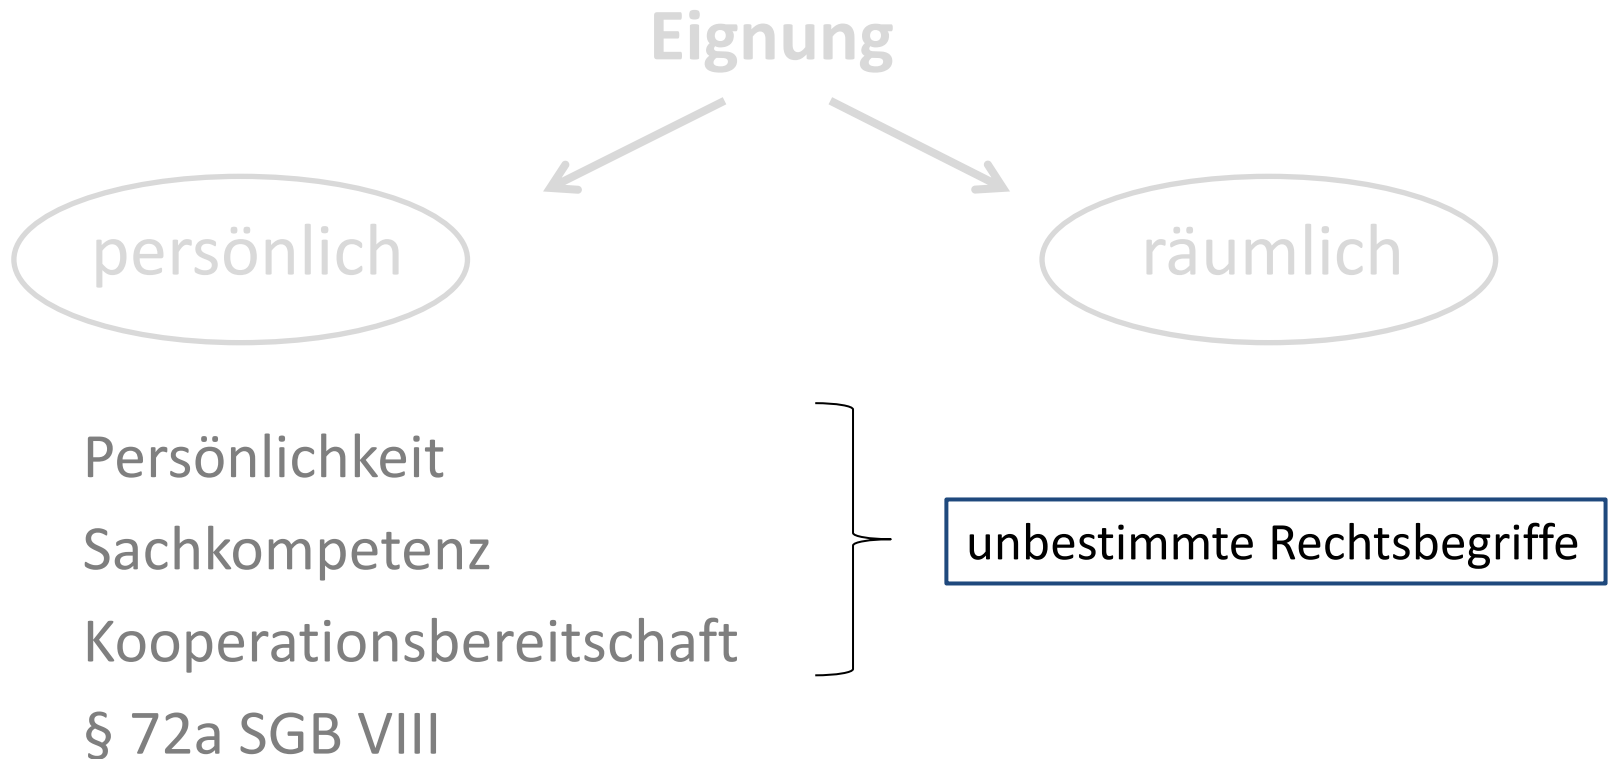 Eignung
persönlich
räumlich
Persönlichkeit
Sachkompetenz
Kooperationsbereitschaft
§ 72a SGB VIII
unbestimmte Rechtsbegriffe